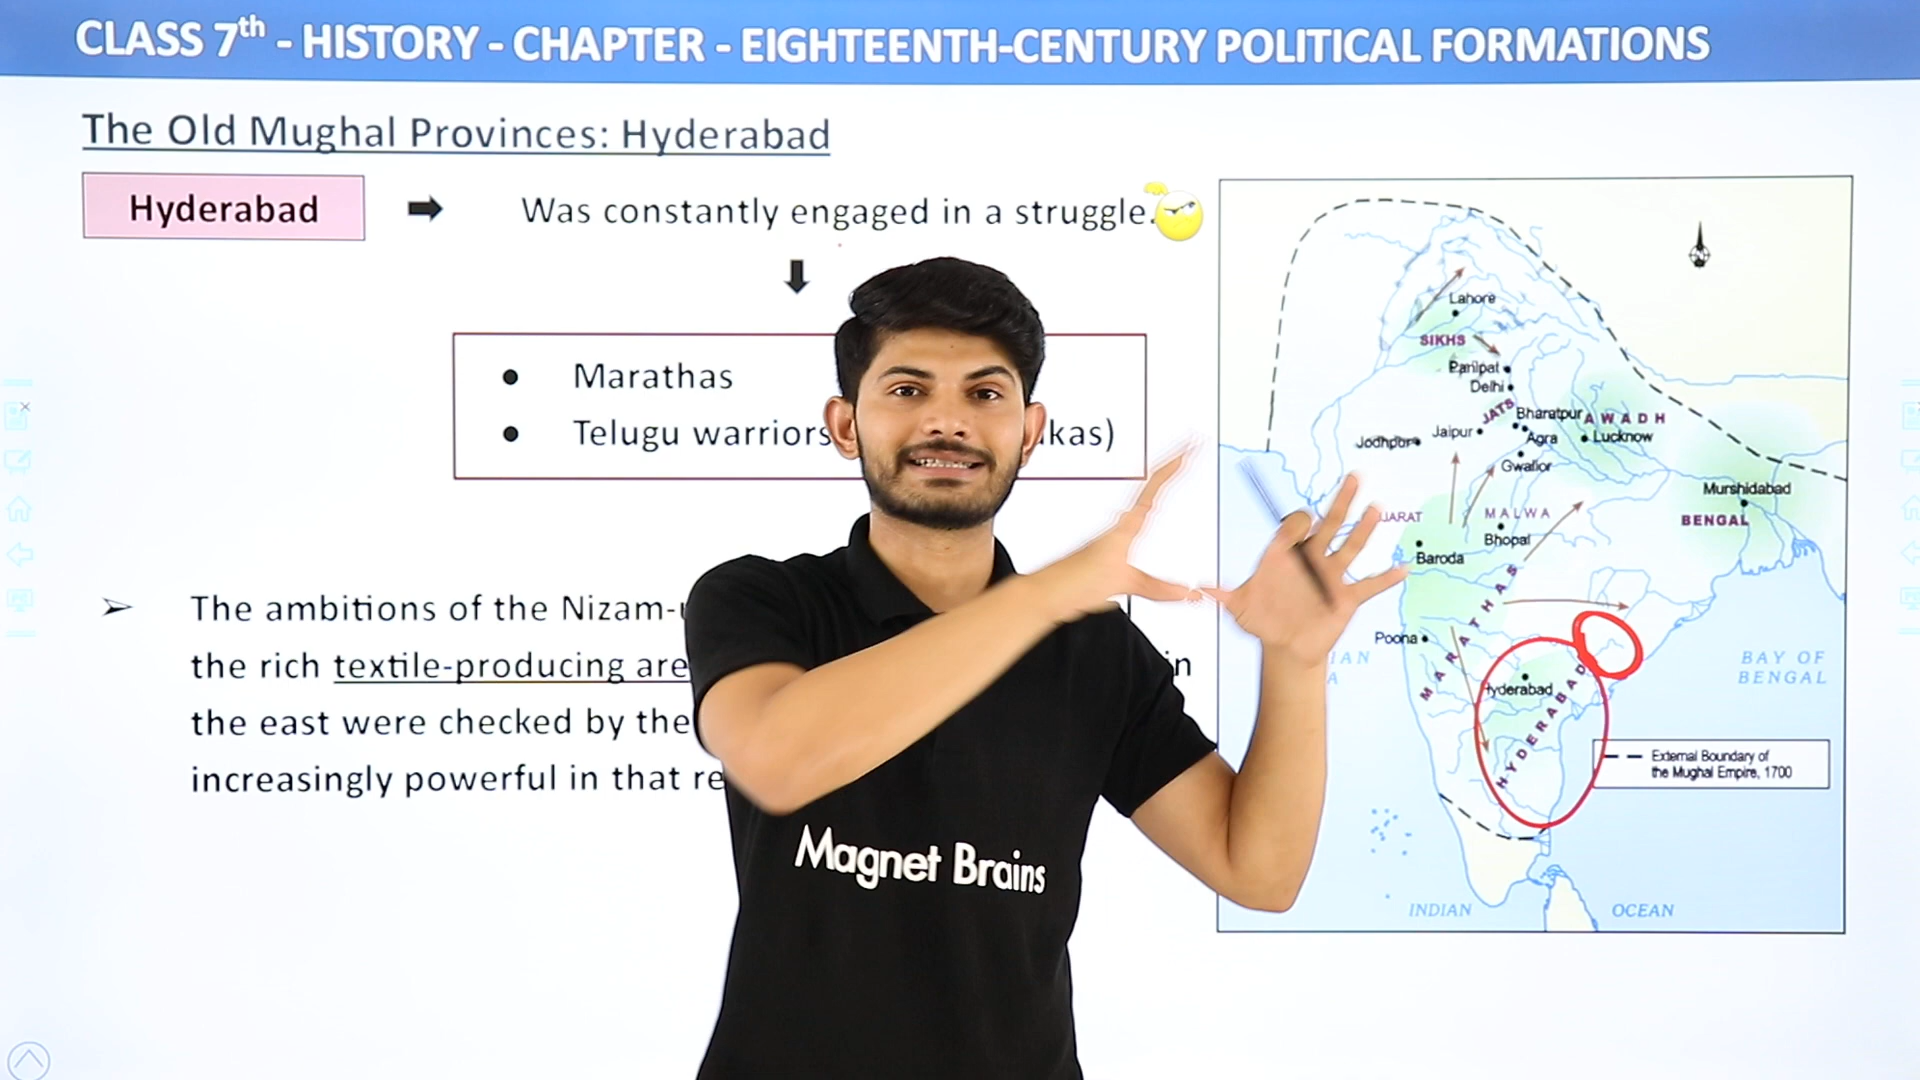 CLASS 7th - HISTORY - CHAPTER - EIGHTEENTH-CENTURY POLITICAL FORMATIONS
The Old Mughal Provinces: Hyderabad
Hyderabad
Was constantly engaged in a struggle.
• Marathas
• Telugu warriors
The ambitions of the Nizam-
the rich textile-producing
in
the east were checked by the
increasingly powerful in that
Magnet Brains
Lahore
SIKHS
Panipat
Delhi
JATS
Bharatpur
AWADH
Jodhpur
Jaipur
Agra
Lucknow
Gwalior
Murshidabad
BENGAL
MALWA
Bhopal
Baroda
MARATHAS
Poona
Hyderabad
HYDERABAD
BAY OF
BENGAL
External Boundary of
the Mughal Empire, 1700
INDIAN
OCEAN